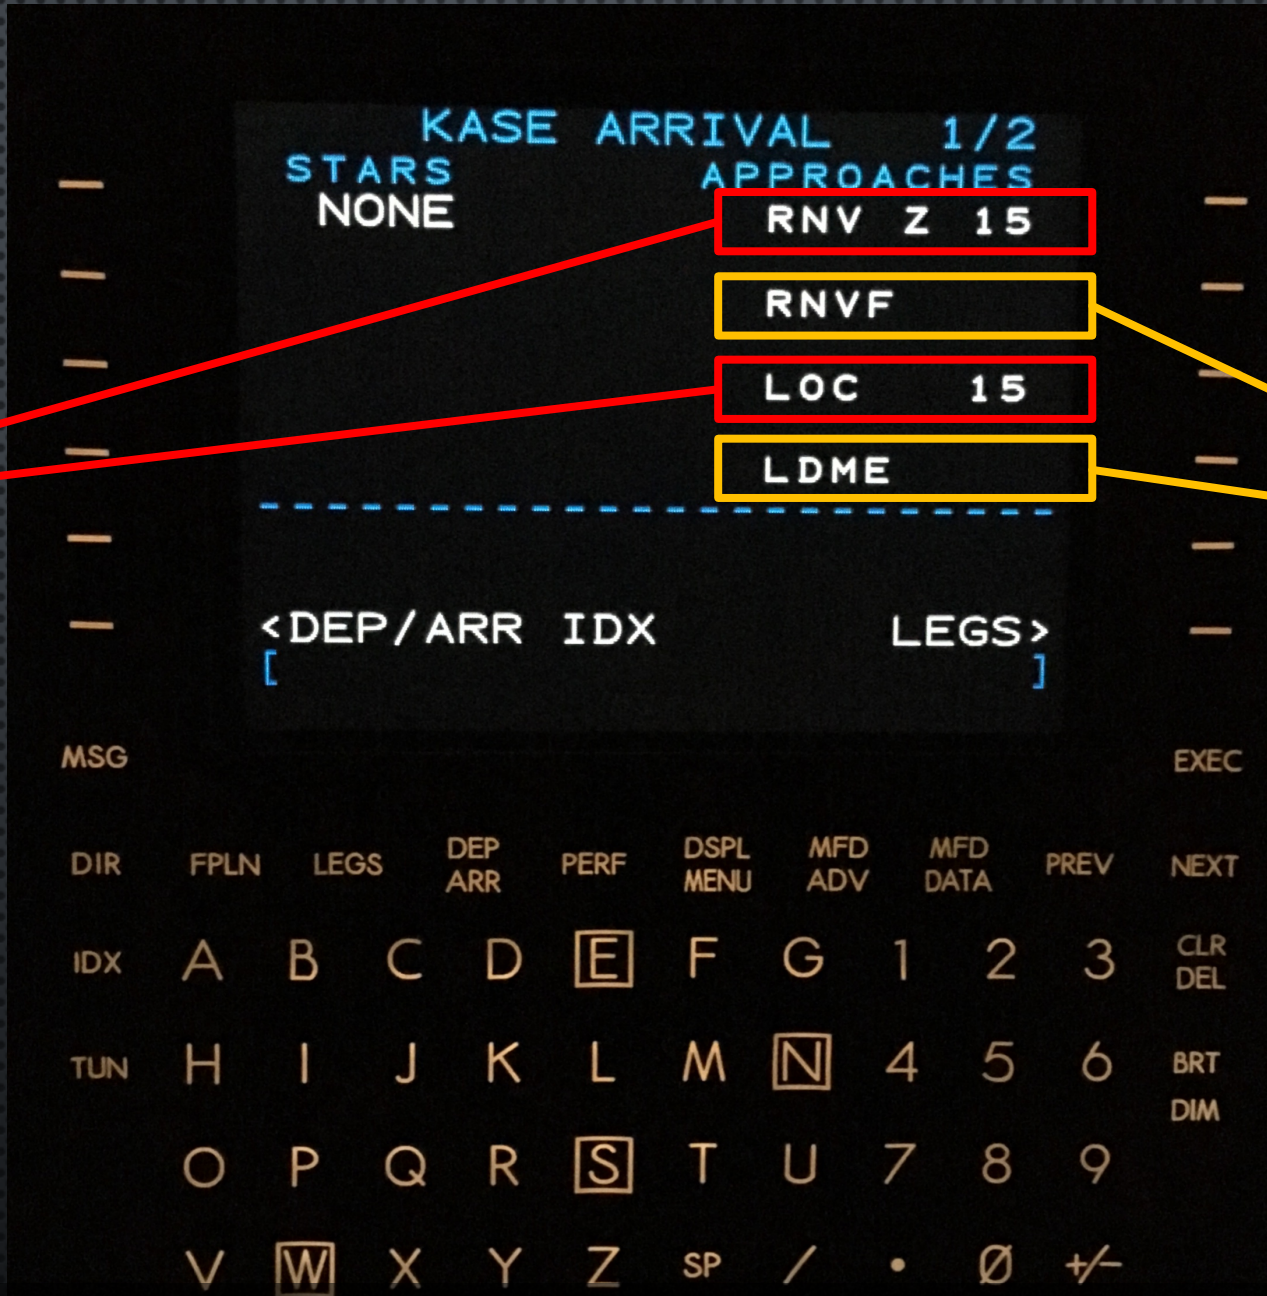 KASE ARRIVAL 1/2
STARS APPROACHES
NONE RNV Z 15
RNVF
LOC 15
LDME
<DEP/ARR IDX LEGS>
[ ]
MSG EXEC
DIR FPLN LEGS DEP ARR PERF DSPL MENU MFD ADV MFD DATA PREV NEXT
IDX A B C D E F G 1 2 3 CLR DEL
TUN H I J K L M N 4 5 6 BRT
DIM
O P Q R S T U 7 8 9
V W X Y Z SP / . Ø +/-